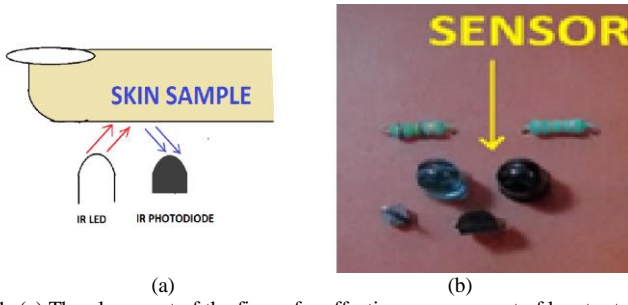 SENSOR
SKIN SAMPLE
IR LED
IR PHOTODIODE
(a)
(b)